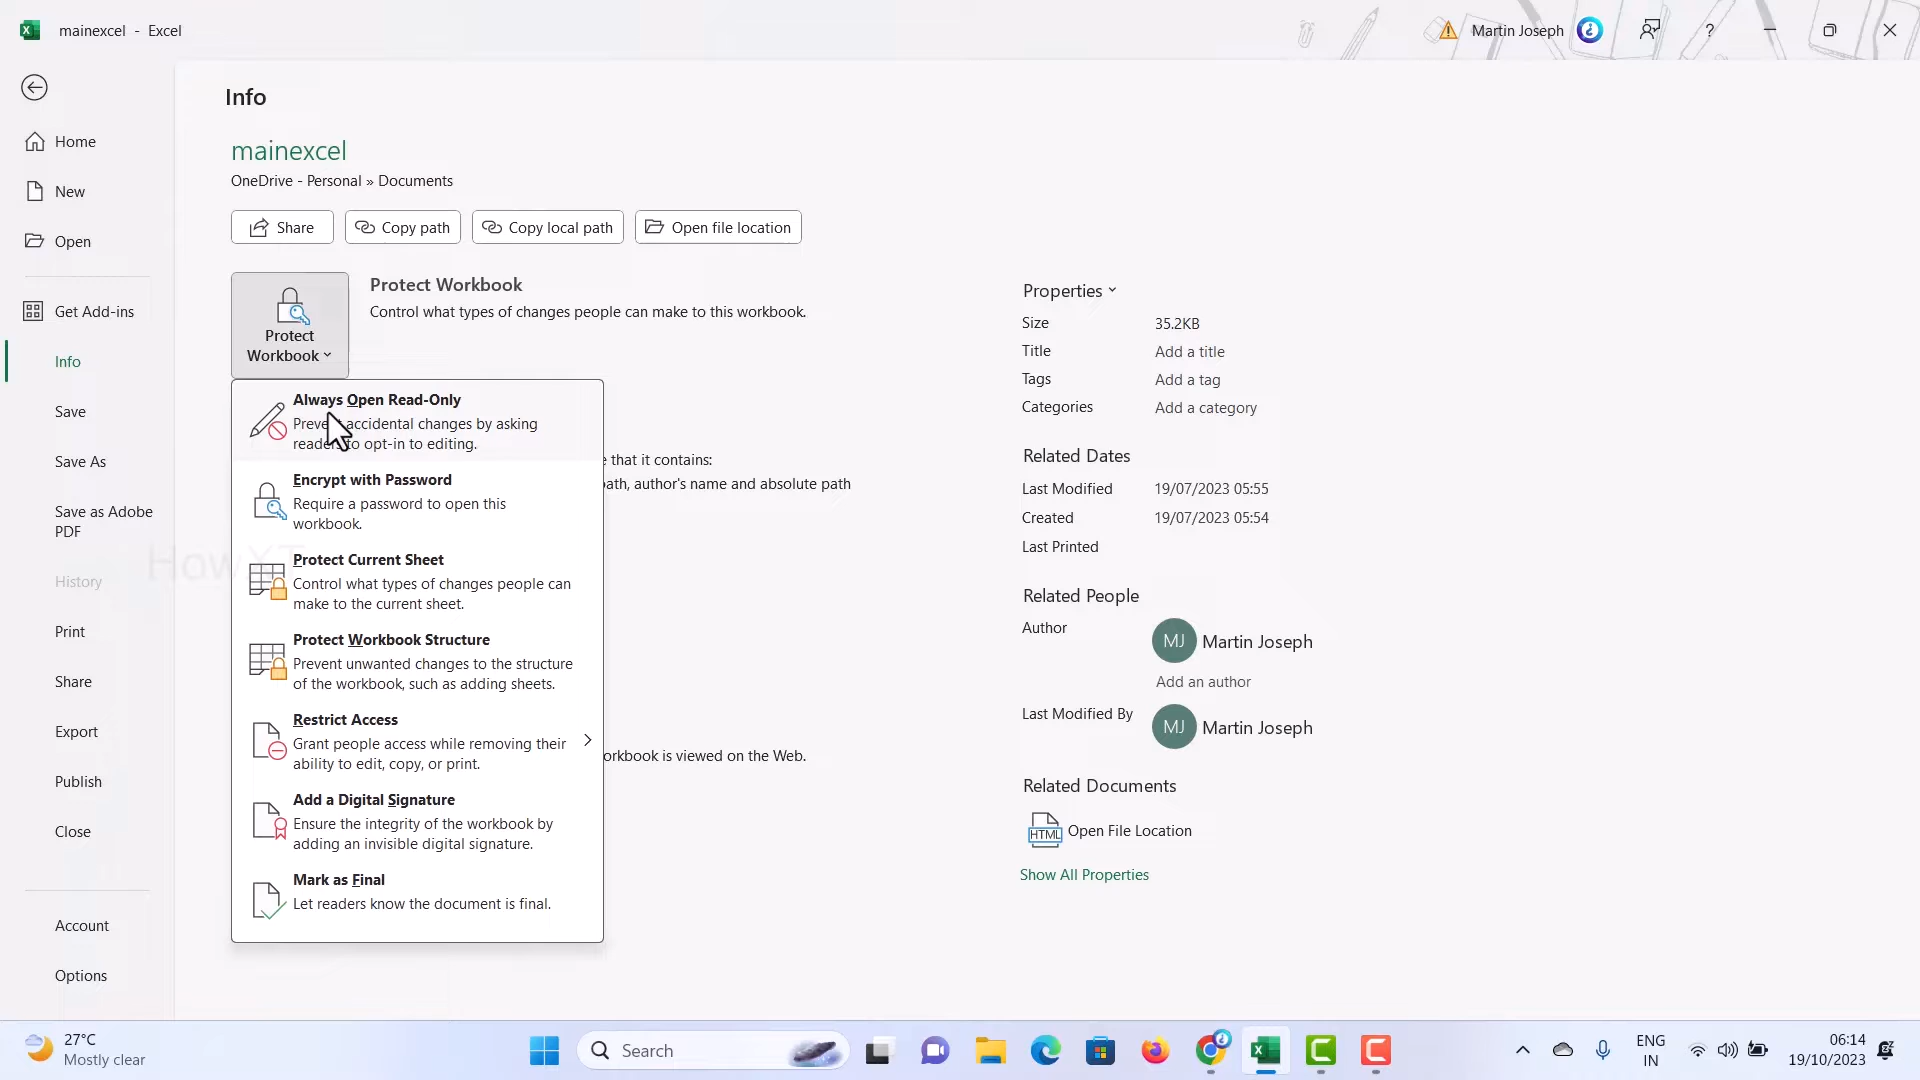 mainexcel - Excel
Martin Joseph
?
Info
Home
mainexcel
OneDrive - Personal » Documents
New
Share
Copy path
Copy local path
Open file location
Open
Protect
Workbook
Protect Workbook
Control what types of changes people can make to this workbook.
Properties
Size
35.2KB
Get Add-ins
Title
Add a title
Info
Tags
Add a tag
Categories
Add a category
Always Open Read-Only
accidental changes by asking
to opt-in to editing.
Save
that it contains:
author's name and absolute path
Related Dates
Last Modified
19/07/2023 05:55
Created
19/07/2023 05:54
Last Printed
Save As
Encrypt with Password
Require a password to open this
workbook.
Save as Adobe
PDF
Protect Current Sheet
Control what types of changes people can
make to the current sheet.
History
Related People
Author
MJ Martin Joseph
Add an author
Last Modified By
MJ Martin Joseph
Print
Protect Workbook Structure
Prevent unwanted changes to the structure
of the workbook, such as adding sheets.
Share
Restrict Access
Grant people access while removing their
ability to edit, copy, or print.
is viewed on the Web.
Export
Publish
Related Documents
HTML Open File Location
Show All Properties
Add a Digital Signature
Ensure the integrity of the workbook by
adding an invisible digital signature.
Close
Mark as Final
Let readers know the document is final.
Account
Options
27°C
Mostly clear
Search
ENG
IN
06:14
19/10/2023